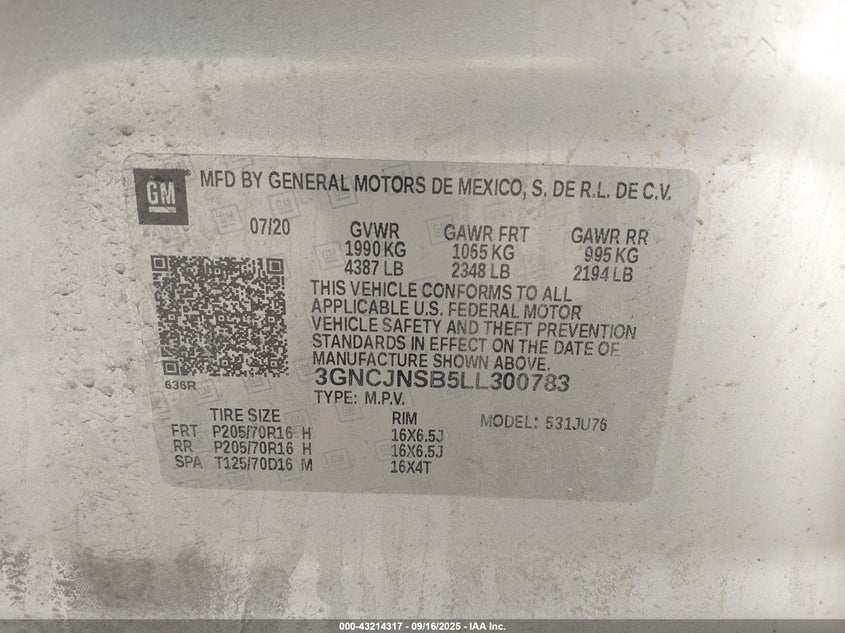 GM
MFD BY GENERAL MOTORS DE MEXICO, S. DE R.L. DE C.V.
07/20 GVWR GAWR FRT GAWR RR
1990 KG 1065 KG 995 KG
4387 LB 2348 LB 2194 LB
THIS VEHICLE CONFORMS TO ALL
APPLICABLE U.S. FEDERAL MOTOR
VEHICLE SAFETY AND THEFT PREVENTION
STANDARDS IN EFFECT ON THE DATE OF
MANUFACTURE SHOWN ABOVE.
636R
3GNCJNSB5LL300783
TYPE: M.P.V.
TIRE SIZE RIM MODEL: 531JU76
FRT P205/70R16 H 16X6.5J
RR P205/70R16 H 16X6.5J
SPA T125/70D16 M 16X4T
000-43214317 - 09/16/2025 - IAA Inc.